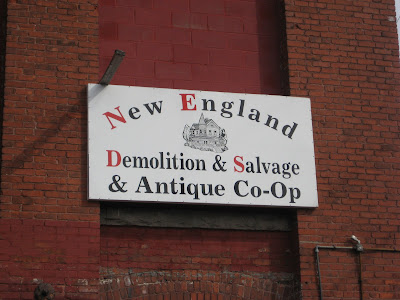 New England
Demolition & Salvage
& Antique Co-Op